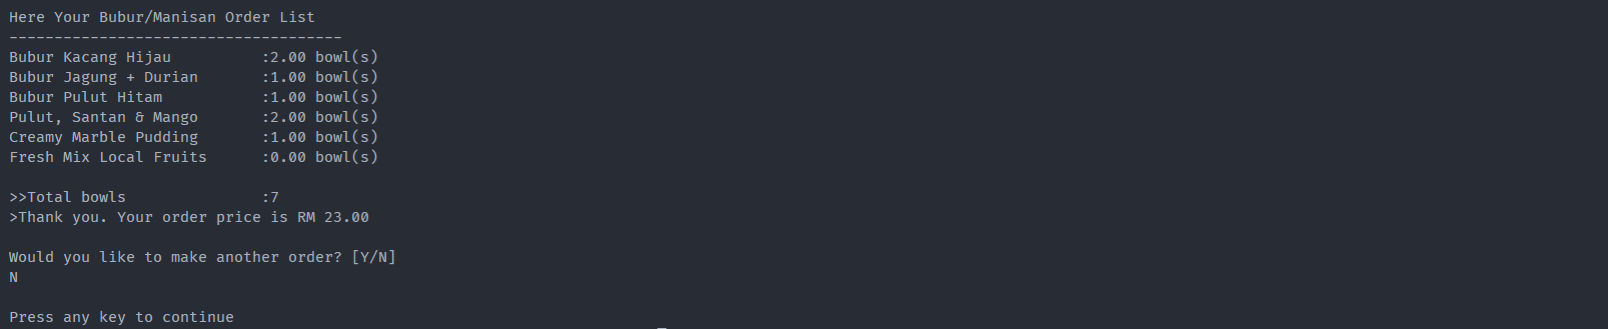 Here Your Bubur/Manisan Order List
-------------------------------------
Bubur Kacang Hijau          :2.00 bowl(s)
Bubur Jagung + Durian       :1.00 bowl(s)
Bubur Pulut Hitam           :1.00 bowl(s)
Pulut, Santan & Mango       :2.00 bowl(s)
Creamy Marble Pudding       :1.00 bowl(s)
Fresh Mix Local Fruits      :0.00 bowl(s)
>>Total bowls               :7
>Thank you. Your order price is RM 23.00
Would you like to make another order? [Y/N]
N
Press any key to continue